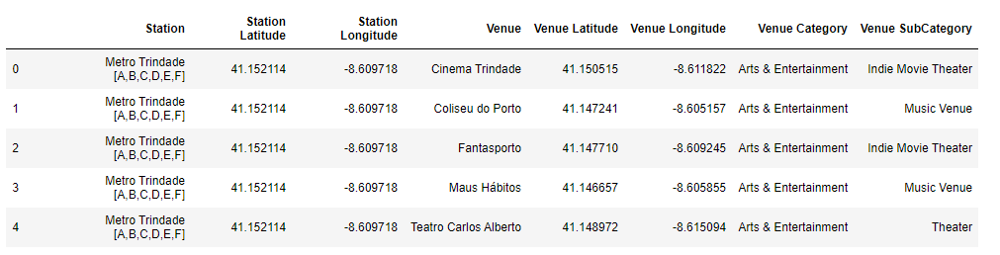 Station Station Latitude Station Longitude Venue Venue Latitude Venue Longitude Venue Category Venue SubCategory
0 Metro Trindade [A,B,C,D,E,F] 41.152114 -8.609718 Cinema Trindade 41.150515 -8.611822 Arts & Entertainment Indie Movie Theater
1 Metro Trindade [A,B,C,D,E,F] 41.152114 -8.609718 Coliseu do Porto 41.147241 -8.605157 Arts & Entertainment Music Venue
2 Metro Trindade [A,B,C,D,E,F] 41.152114 -8.609718 Fantasporto 41.147710 -8.609245 Arts & Entertainment Indie Movie Theater
3 Metro Trindade [A,B,C,D,E,F] 41.152114 -8.609718 Maus Hábitos 41.146657 -8.605855 Arts & Entertainment Music Venue
4 Metro Trindade [A,B,C,D,E,F] 41.152114 -8.609718 Teatro Carlos Alberto 41.148972 -8.615094 Arts & Entertainment Theater